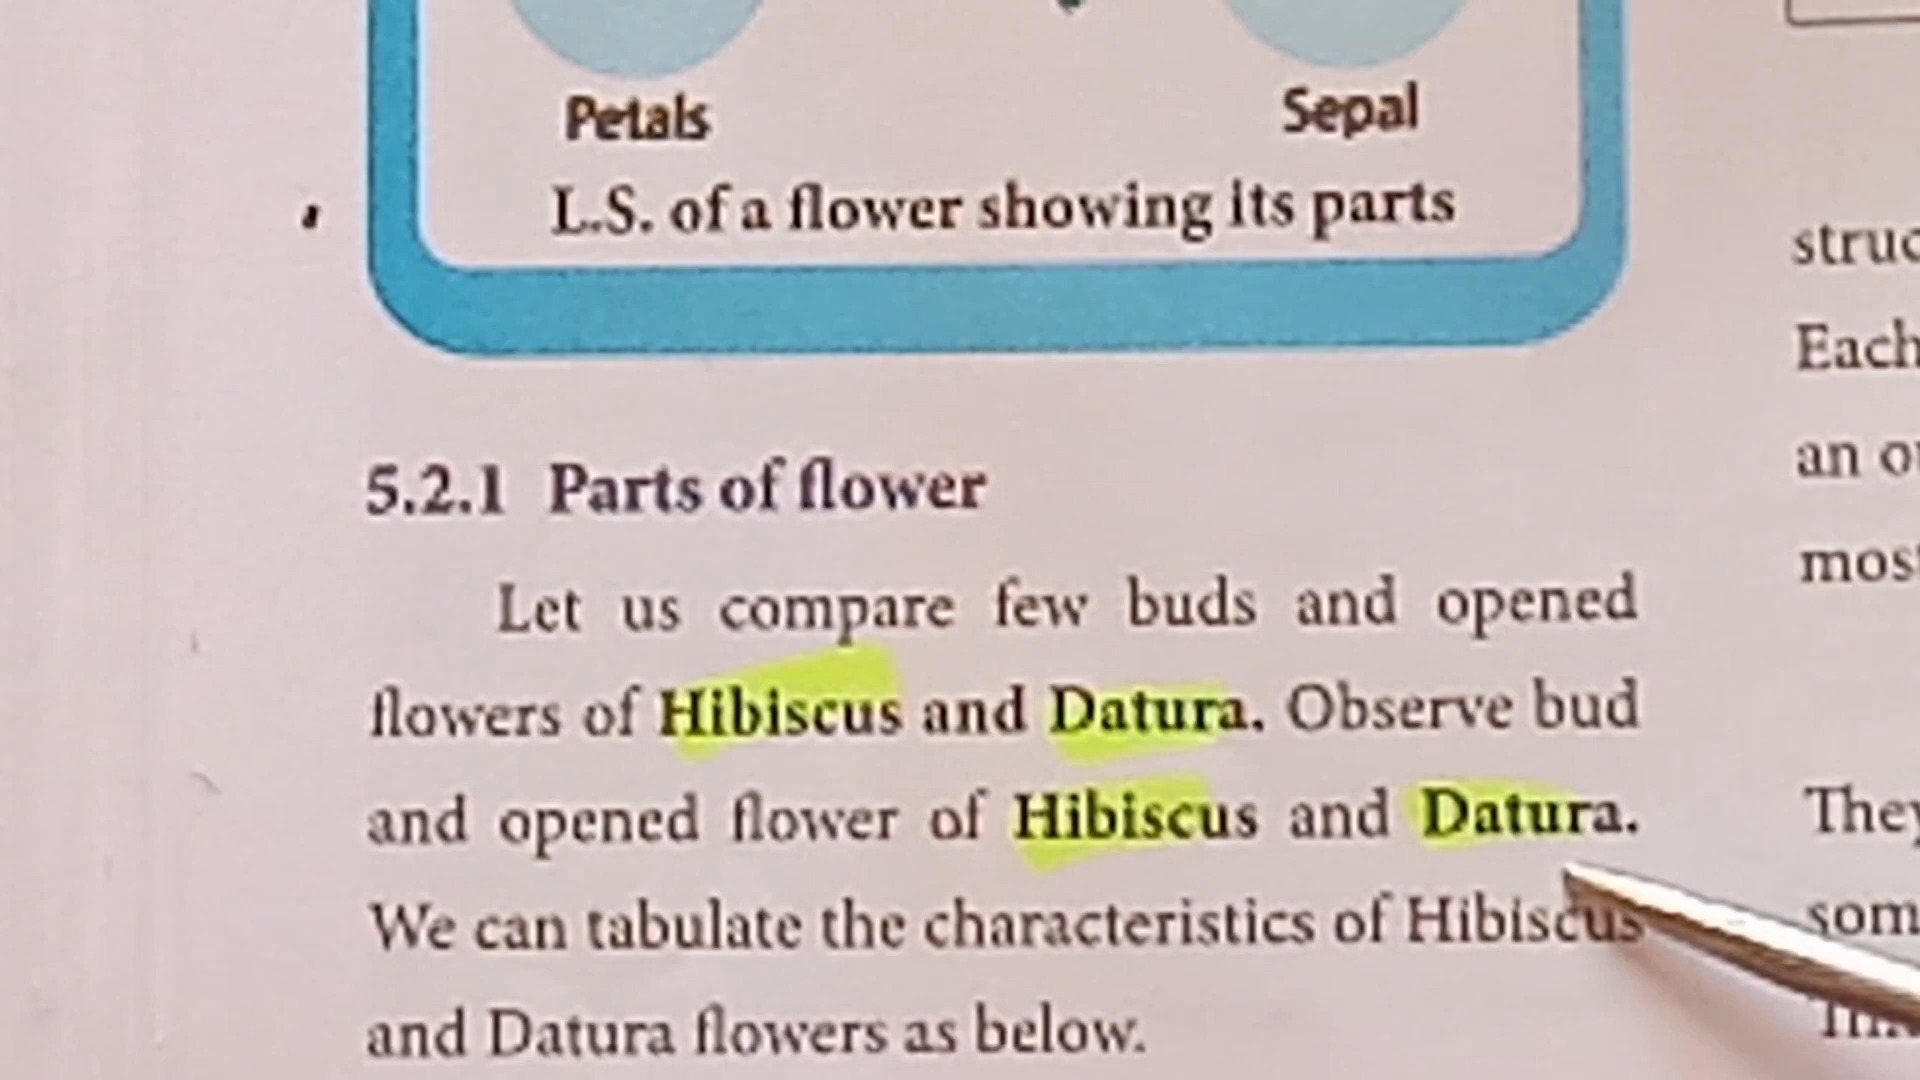 Petals
Sepal
L.S. of a flower showing its parts
5.2.1 Parts of flower
Let us compare few buds and opened
flowers of Hibiscus and Datura. Observe bud
and opened flower of Hibiscus and Datura.
We can tabulate the characteristics of Hibiscus
and Datura flowers as below.
Each
They